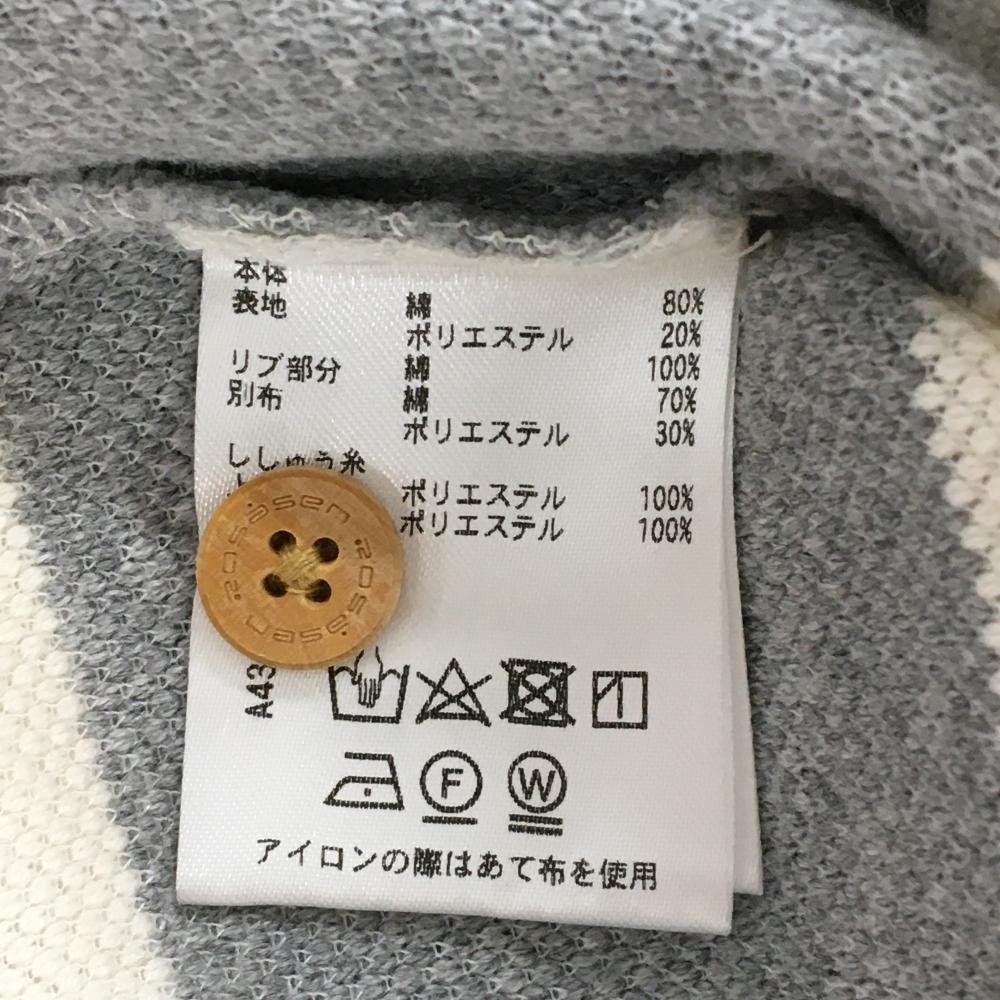 本体
表地 綿 80%
ポリエステル 20%
リブ部分 綿 100%
別布 綿 70%
ポリエステル 30%
ししゅう糸
ポリエステル 100%
ポリエステル 100%
rosasen
rosasen
A43
F W
アイロンの際はあて布を使用